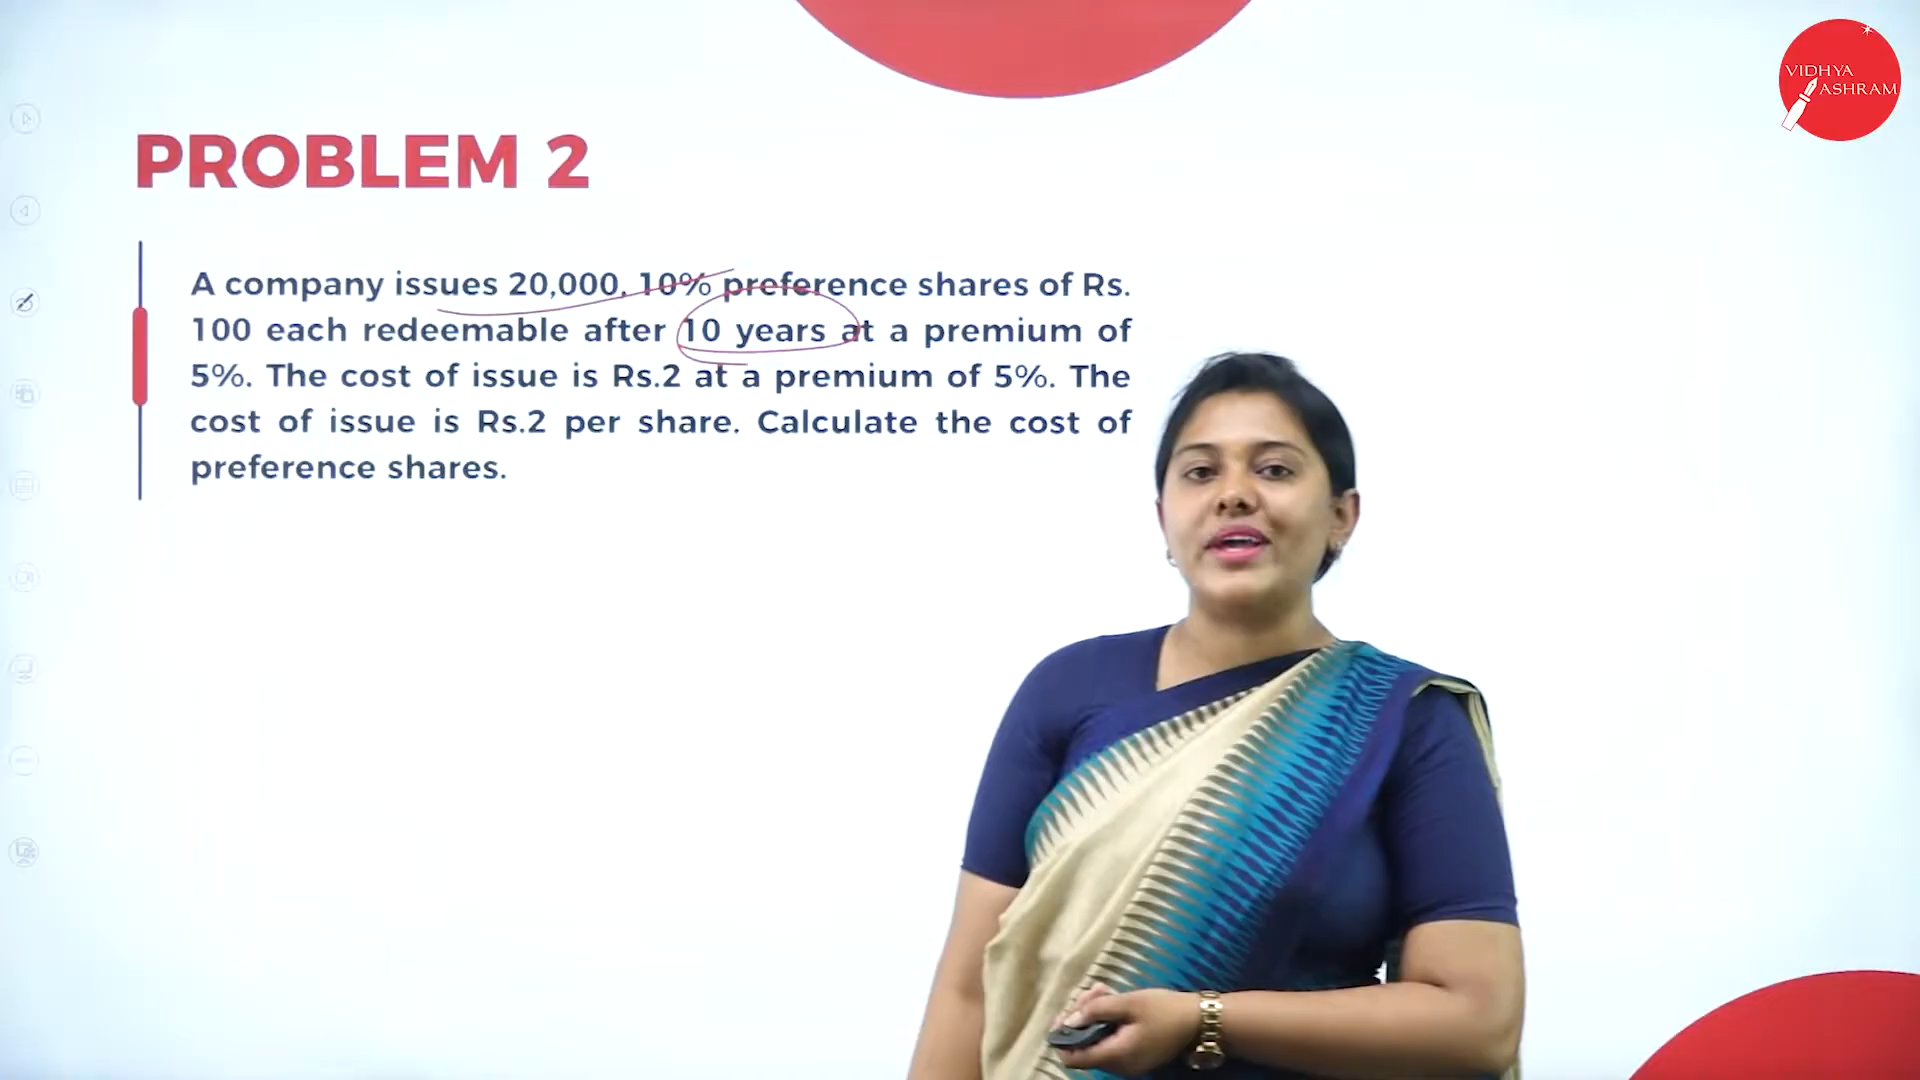 VIDHYA
ASHRAM
PROBLEM 2
A company issues 20,000, 10% preference shares of Rs.
100 each redeemable after 10 years at a premium of
5%. The cost of issue is Rs.2 at a premium of 5%. The
cost of issue is Rs.2 per share. Calculate the cost of
preference shares.